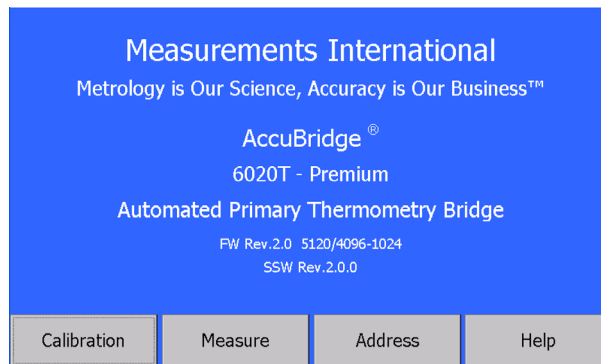 Measurements International
Metrology is Our Science, Accuracy is Our Business™
AccuBridge ®
6020T - Premium
Automated Primary Thermometry Bridge
FW Rev.2.0 5120/4096-1024
SSW Rev.2.0.0
Calibration Measure Address Help